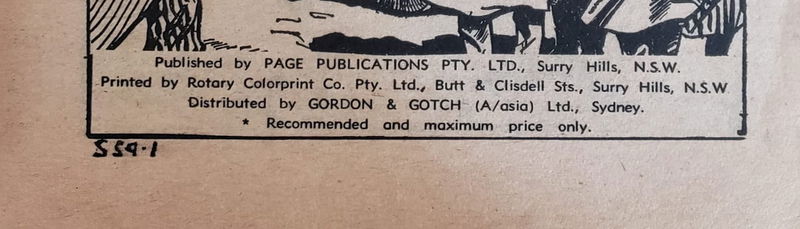 Published by PAGE PUBLICATIONS PTY. LTD., Surry Hills, N.S.W.
Printed by Rotary Colorprint Co. Pty. Ltd., Butt & Clisdell Sts., Surry Hills, N.S.W
Distributed by GORDON & GOTCH (A/asia) Ltd., Sydney.
* Recommended and maximum price only.
S59.1